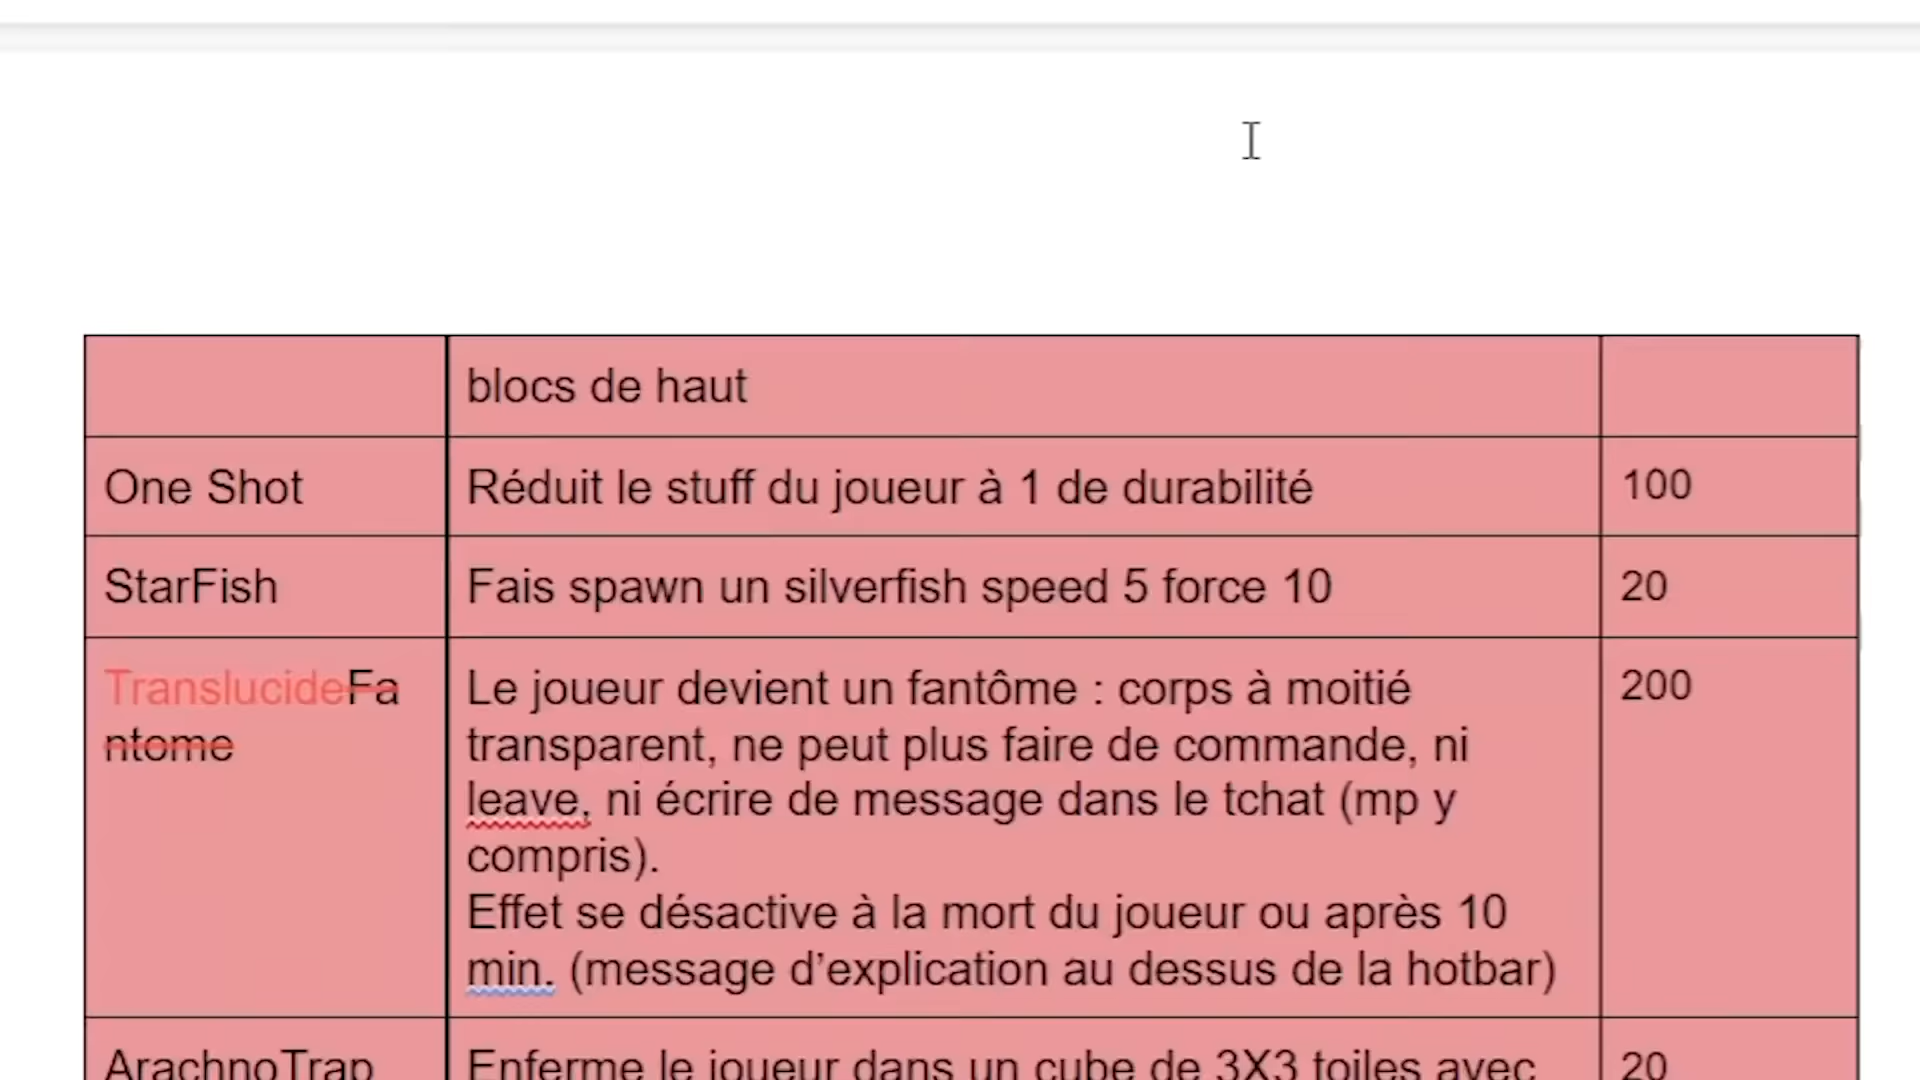 blocs de haut
One Shot
Réduit le stuff du joueur à 1 de durabilité
100
StarFish
Fais spawn un silverfish speed 5 force 10
20
TranslucideFa
ntome
Le joueur devient un fantôme : corps à moitié
transparent, ne peut plus faire de commande, ni
leave, ni écrire de message dans le tchat (mp y
compris).
Effet se désactive à la mort du joueur ou après 10
min. (message d’explication au dessus de la hotbar)
200
ArachnoTrap
Enferme le joueur dans un cube de 3X3 toiles avec
20